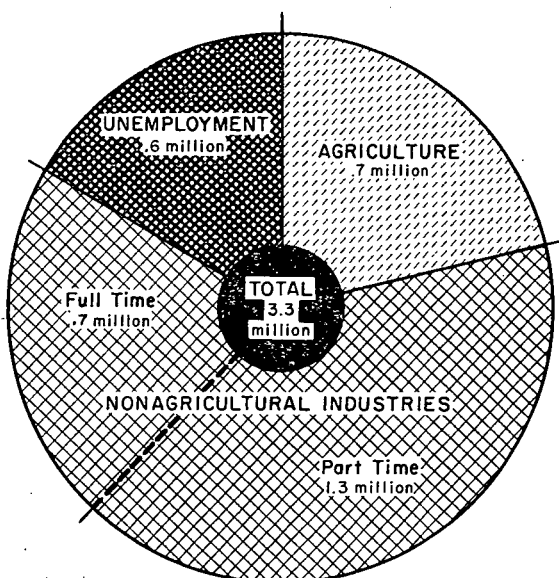 UNEMPLOYMENT
.6 million
AGRICULTURE
.7 million
TOTAL
3.3
million
Full Time
.7 million
NONAGRICULTURAL INDUSTRIES
Part Time
1.3 million